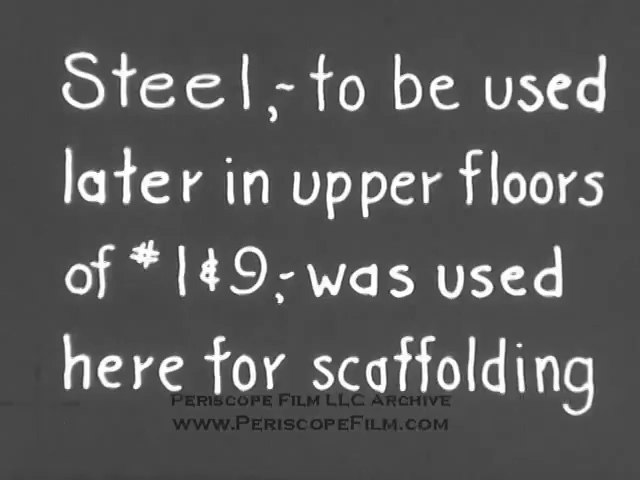 Steel,- to be used
later in upper floors
of #1&9,- was used
here for scaffolding
Periscope Film LLC Archive
www.PeriscopeFilm.com